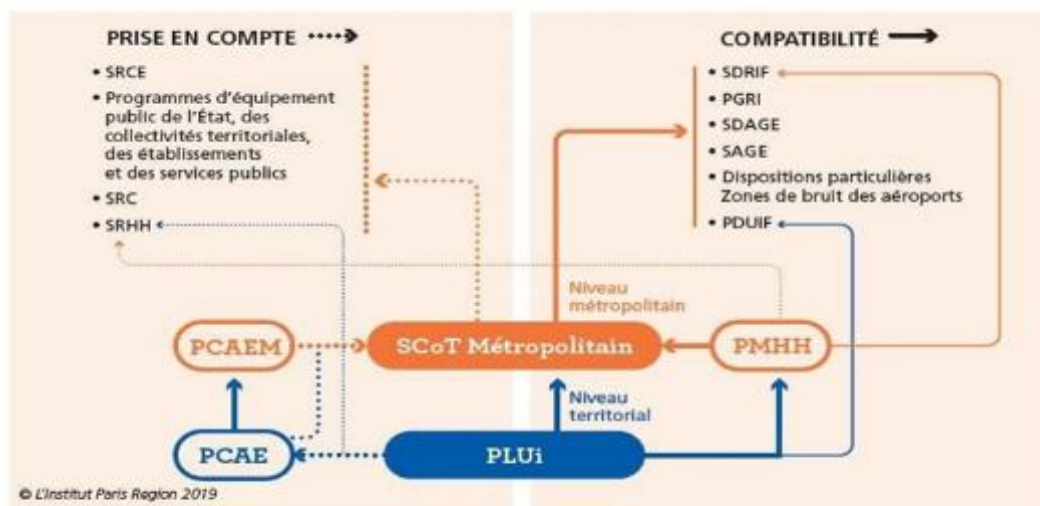 PRISE EN COMPTE
• SRCE
• Programmes d'équipement
public de l'État, des
collectivités territoriales,
des établissements
et des services publics
• SRC
• SRHH
COMPATIBILITÉ
• SDRIF
• PGRI
• SDAGE
• SAGE
• Dispositions particulières
Zones de bruit des aéroports
• PDUIF
Niveau
métropolitain
PCAEM
SCoT Métropolitain
PMHH
Niveau
territorial
PCAE
PLUi
© L'Institut Paris Region 2019